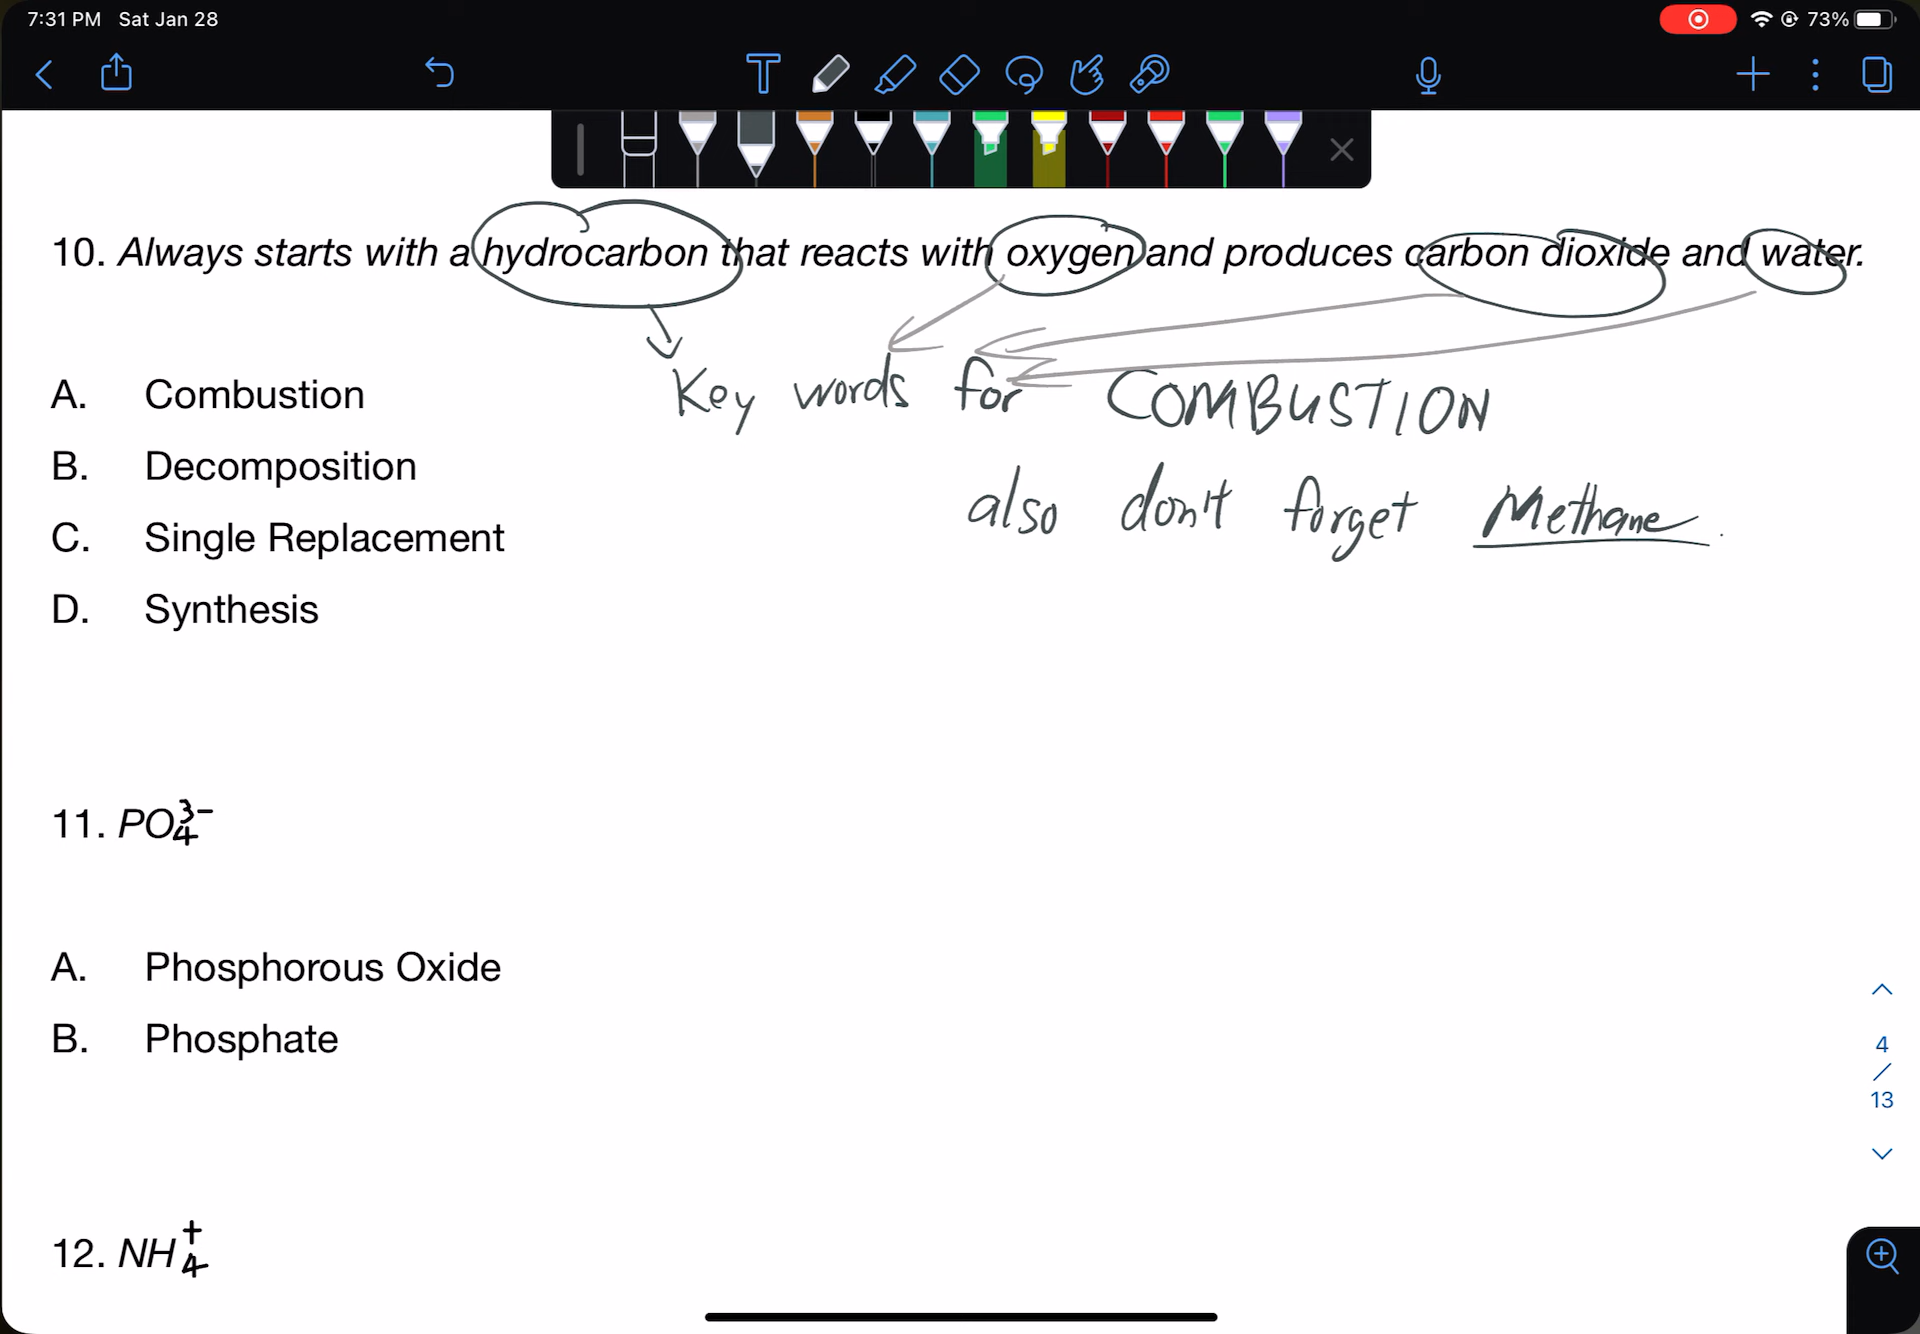 7:31 PM Sat Jan 28 73%
10. Always starts with a hydrocarbon that reacts with oxygen and produces carbon dioxide and water.
Key words for COMBUSTION
also don't forget Methane.
A. Combustion
B. Decomposition
C. Single Replacement
D. Synthesis
11. PO₄³⁻
A. Phosphorous Oxide
B. Phosphate
4
/
13
12. NH₄⁺